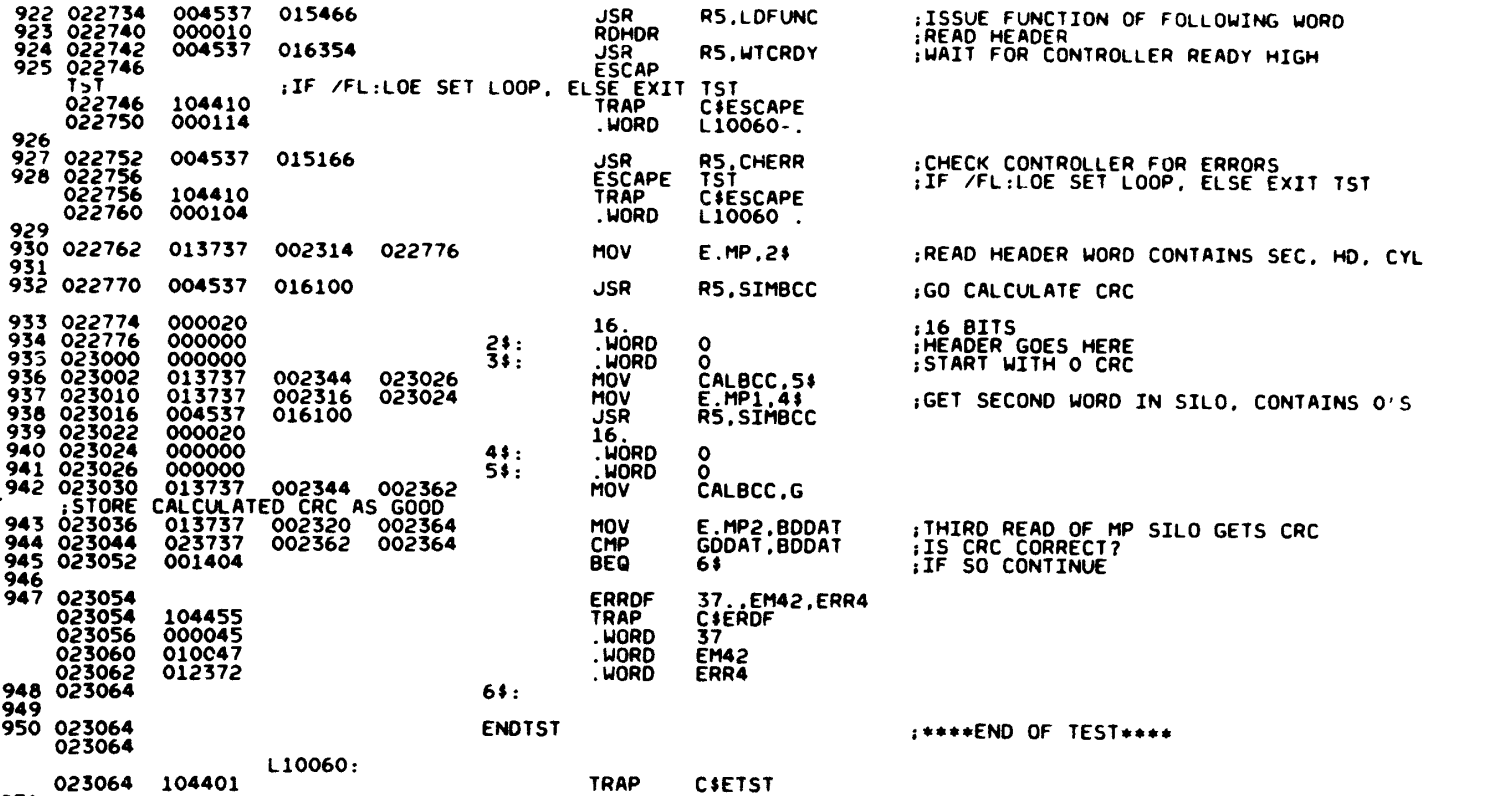 922 022734 004537 015466 JSR R5,LDFUNC ;ISSUE FUNCTION OF FOLLOWING WORD
923 022740 000010 RDHDR ;READ HEADER
924 022742 004537 016354 JSR R5,WTCRDY ;WAIT FOR CONTROLLER READY HIGH
925 022746 ESCAP
TST ;IF /FL:LOE SET LOOP, ELSE EXIT TST
022746 104410 TRAP C$ESCAPE
022750 000114 .WORD L10060-.
926
927 022752 004537 015166 JSR R5,CHERR ;CHECK CONTROLLER FOR ERRORS
928 022756 ESCAPE TST ;IF /FL:LOE SET LOOP, ELSE EXIT TST
022756 104410 TRAP C$ESCAPE
022760 000104 .WORD L10060 .
929
930 022762 013737 002314 022776 MOV E.MP,2$ ;READ HEADER WORD CONTAINS SEC, HD, CYL
931
932 022770 004537 016100 JSR R5,SIMBCC ;GO CALCULATE CRC
933 022774 000020 16. ;16 BITS
934 022776 000000 2$: .WORD 0 ;HEADER GOES HERE
935 023000 000000 3$: .WORD 0 ;START WITH 0 CRC
936 023002 013737 002344 023026 MOV CALBCC,5$
937 023010 013737 002316 023024 MOV E.MP1,4$ ;GET SECOND WORD IN SILO, CONTAINS 0'S
938 023016 004537 016100 JSR R5,SIMBCC
939 023022 000020 16.
940 023024 000000 4$: .WORD 0
941 023026 000000 5$: .WORD 0
942 023030 013737 002344 002362 MOV CALBCC,G
;STORE CALCULATED CRC AS GOOD
943 023036 013737 002320 002364 MOV E.MP2,BDDAT ;THIRD READ OF MP SILO GETS CRC
944 023044 023737 002362 002364 CMP GDDAT,BDDAT ;IS CRC CORRECT?
945 023052 001404 BEQ 6$ ;IF SO CONTINUE
946
947 023054 ERRDF 37.,EM42,ERR4
023054 104455 TRAP C$ERDF
023056 000045 .WORD 37
023060 010047 .WORD EM42
023062 012372 .WORD ERR4
948 023064 6$:
949
950 023064 ENDTST ;****END OF TEST****
023064
L10060:
023064 104401 TRAP C$ETST